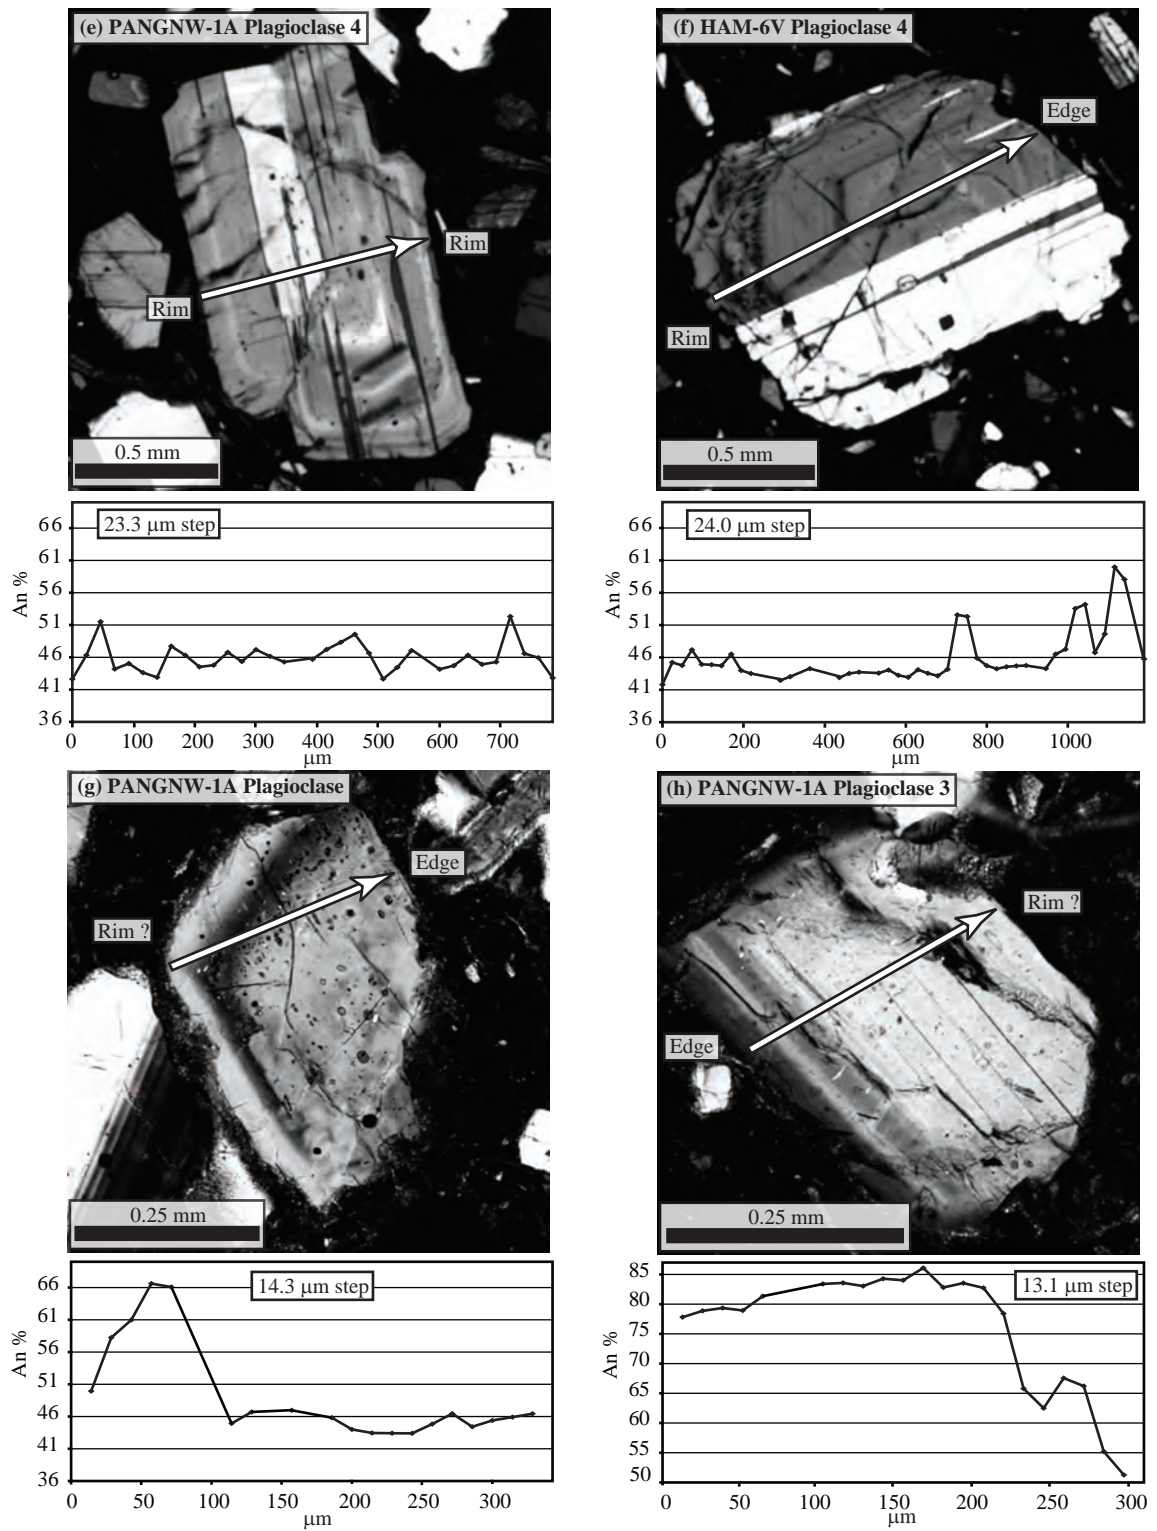 (e) PANGNW-1A Plagioclase 4
Rim
Rim
0.5 mm
23.3 µm step
An %
66
61
56
51
46
41
36
0 100 200 300 400 500 600 700
µm
(f) HAM-6V Plagioclase 4
Edge
Rim
0.5 mm
24.0 µm step
An %
66
61
56
51
46
41
36
0 200 400 600 800 1000
µm
(g) PANGNW-1A Plagioclase
Edge
Rim ?
0.25 mm
14.3 µm step
An %
66
61
56
51
46
41
36
0 50 100 150 200 250 300
µm
(h) PANGNW-1A Plagioclase 3
Rim ?
Edge
0.25 mm
13.1 µm step
An %
85
80
75
70
65
60
55
50
0 50 100 150 200 250 300
µm